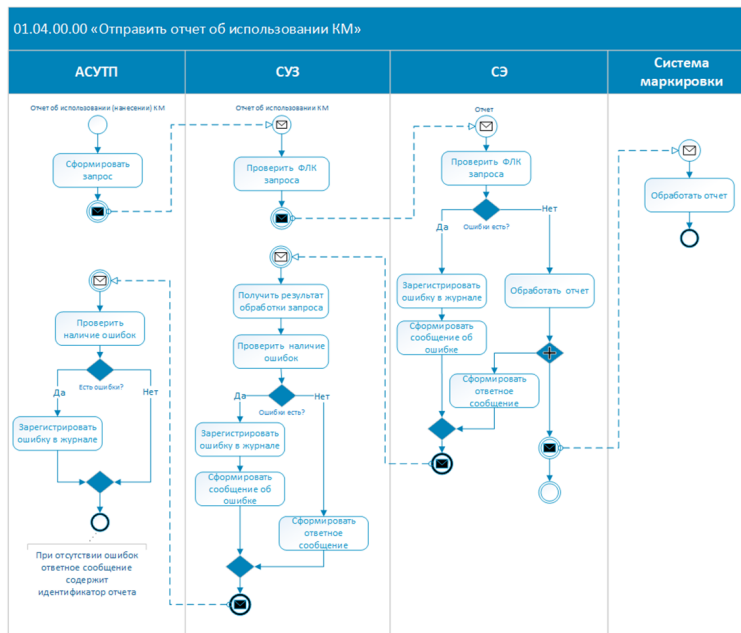 01.04.00.00 «Отправить отчет об использовании КМ»
АСУТП
СУЗ
СЭ
Система
маркировки
Отчет об использовании (нанесении) КМ
Сформировать
запрос
Проверить
наличие ошибок
Есть ошибки?
Да
Нет
Зарегистрировать
ошибку в журнале
При отсутствии ошибок
ответное сообщение
содержит
идентификатор отчета
Отчет об использовании КМ
Проверить ФЛК
запроса
Получить результат
обработки запроса
Проверить наличие
ошибок
Да
Нет
Ошибки есть?
Зарегистрировать
ошибку в журнале
Сформировать
сообщение об
ошибке
Сформировать
ответное
сообщение
Отчет
Проверить ФЛК
запроса
Да
Нет
Ошибки есть?
Зарегистрировать
ошибку в журнале
Обработать отчет
Сформировать
сообщение об
ошибке
Сформировать
ответное
сообщение
Обработать отчет